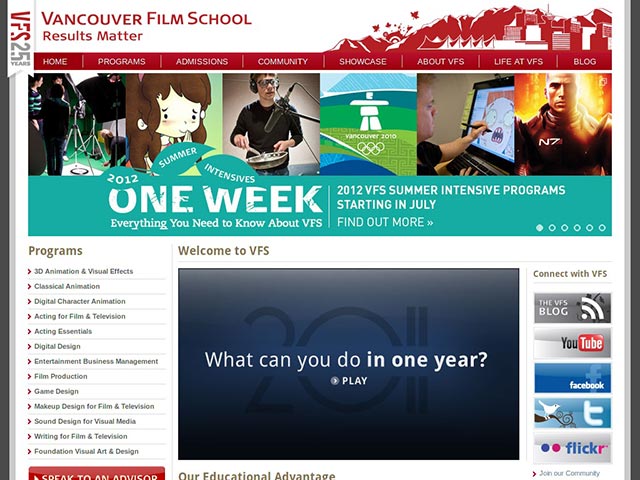 VFS.25
YEARS
VANCOUVER FILM SCHOOL
Results Matter
HOME
PROGRAMS
ADMISSIONS
COMMUNITY
SHOWCASE
ABOUT VFS
LIFE AT VFS
BLOG
vancouver 2010
N7
2012
SUMMER
INTENSIVES
ONE WEEK
Everything You Need to Know About VFS
2012 VFS SUMMER INTENSIVE PROGRAMS
STARTING IN JULY
FIND OUT MORE »
Programs
3D Animation & Visual Effects
Classical Animation
Digital Character Animation
Acting for Film & Television
Acting Essentials
Digital Design
Entertainment Business Management
Film Production
Game Design
Makeup Design for Film & Television
Sound Design for Visual Media
Writing for Film & Television
Foundation Visual Art & Design
SPEAK TO AN ADVISOR
Welcome to VFS
2011
What can you do in one year?
PLAY
Our Educational Advantage
Connect with VFS
THE VFS
BLOG
YouTube
facebook
t
flickr
Join our Community